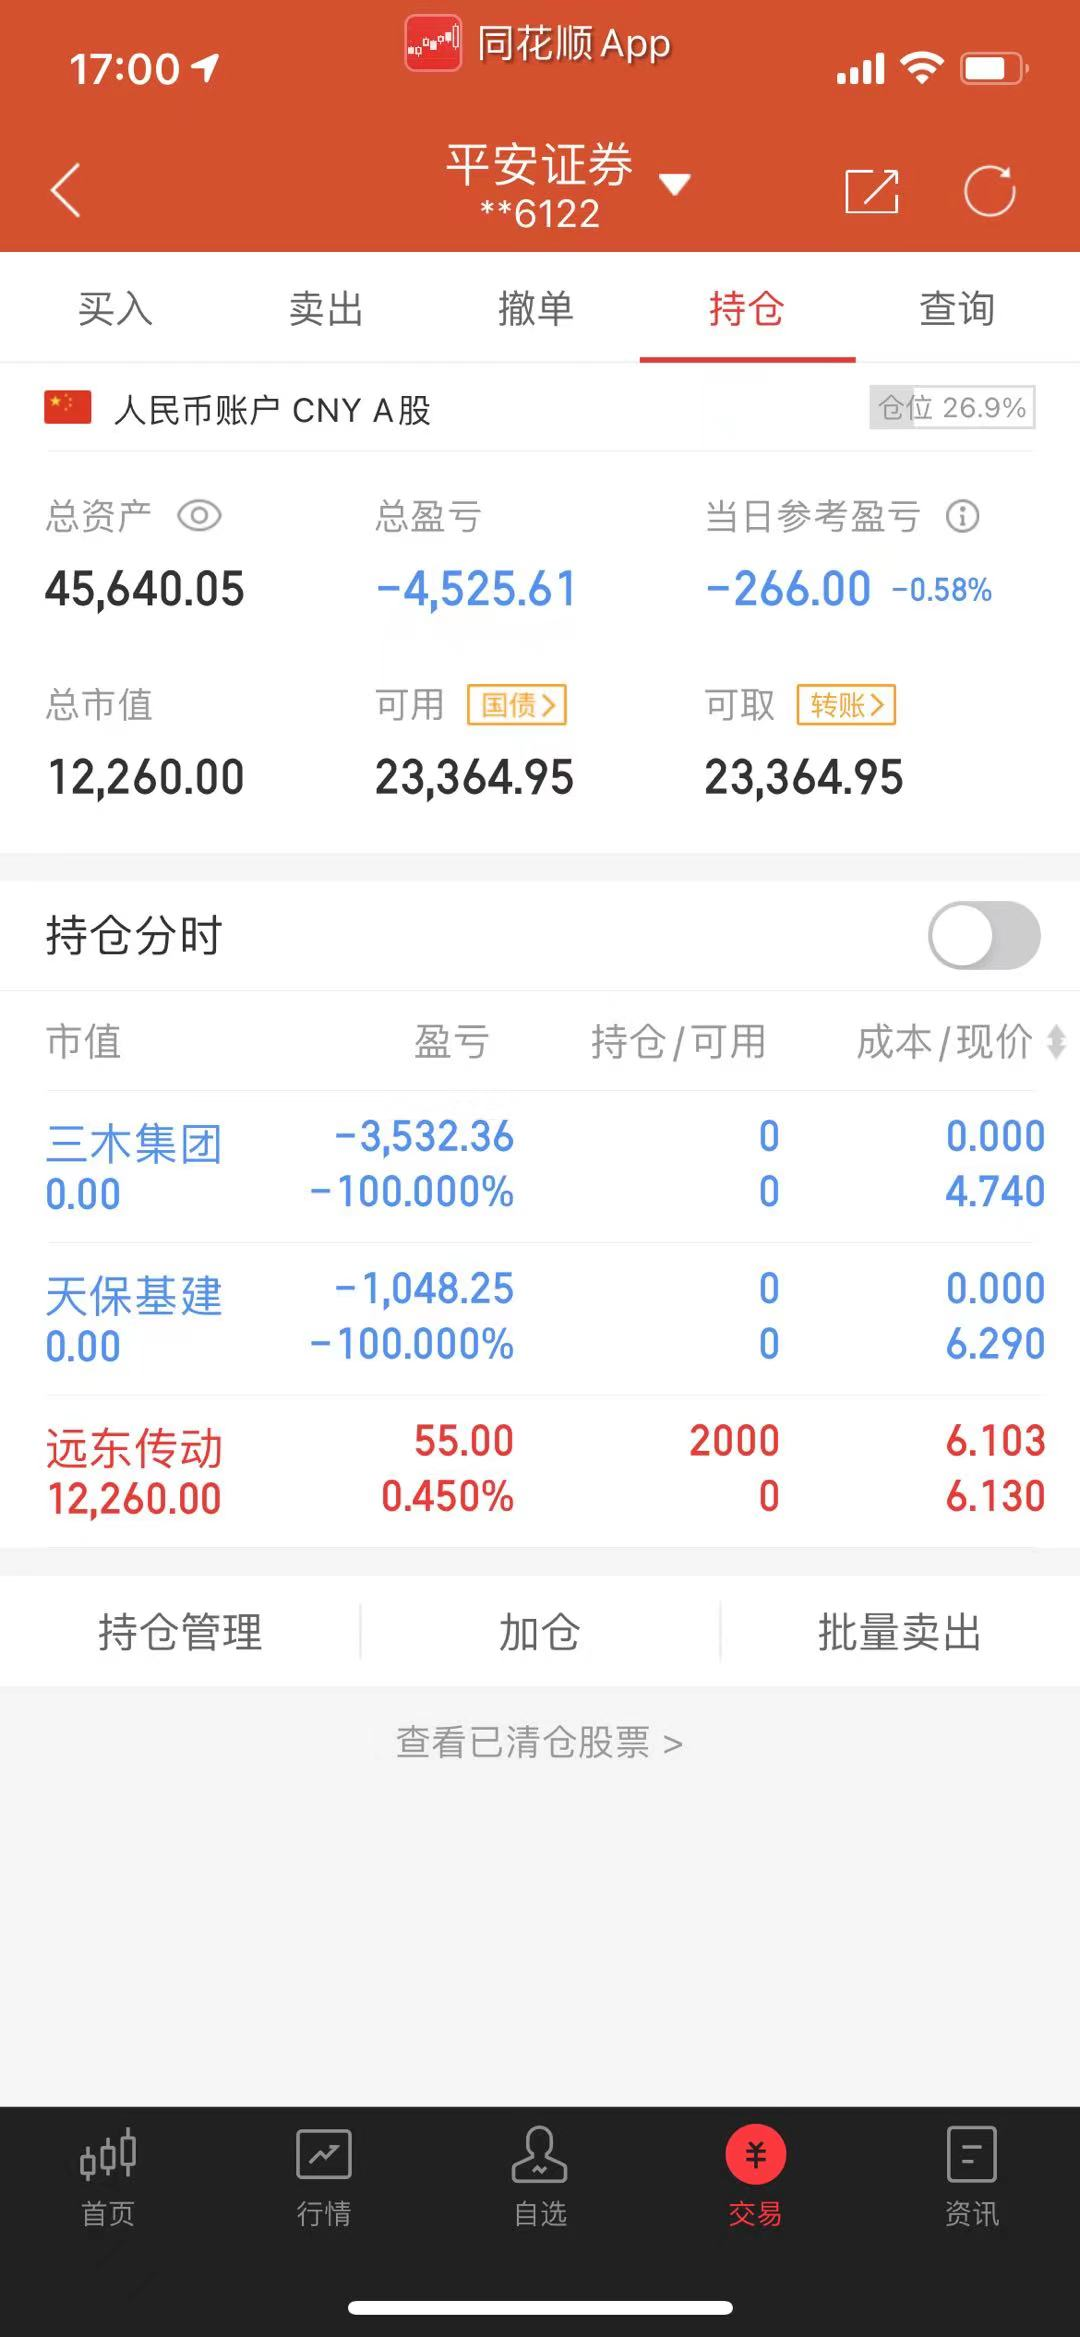 17:00
同花顺App
平安证券
**6122
买入 卖出 撤单 持仓 查询
人民币账户 CNY A股 仓位 26.9%
总资产 总盈亏 当日参考盈亏
45,640.05 -4,525.61 -266.00 -0.58%
总市值 可用 国债> 可取 转账>
12,260.00 23,364.95 23,364.95
持仓分时
市值 盈亏 持仓/可用 成本/现价
三木集团 -3,532.36 0 0.000
0.00 -100.000% 0 4.740
天保基建 -1,048.25 0 0.000
0.00 -100.000% 0 6.290
远东传动 55.00 2000 6.103
12,260.00 0.450% 0 6.130
持仓管理 加仓 批量卖出
查看已清仓股票 >
首页 行情 自选 交易 资讯